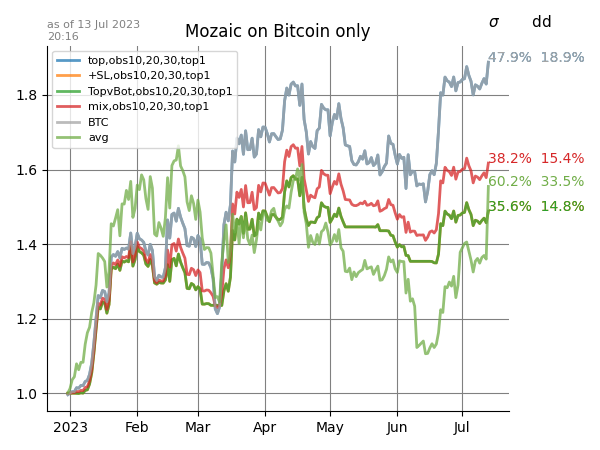 as of 13 Jul 2023
20:16
Mozaic on Bitcoin only
σ dd
top,obs10,20,30,top1
+SL,obs10,20,30,top1
TopvBot,obs10,20,30,top1
mix,obs10,20,30,top1
BTC
avg
47.9% 18.9%
38.2% 15.4%
60.2% 33.5%
35.6% 14.8%
1.8
1.6
1.4
1.2
1.0
2023 Feb Mar Apr May Jun Jul